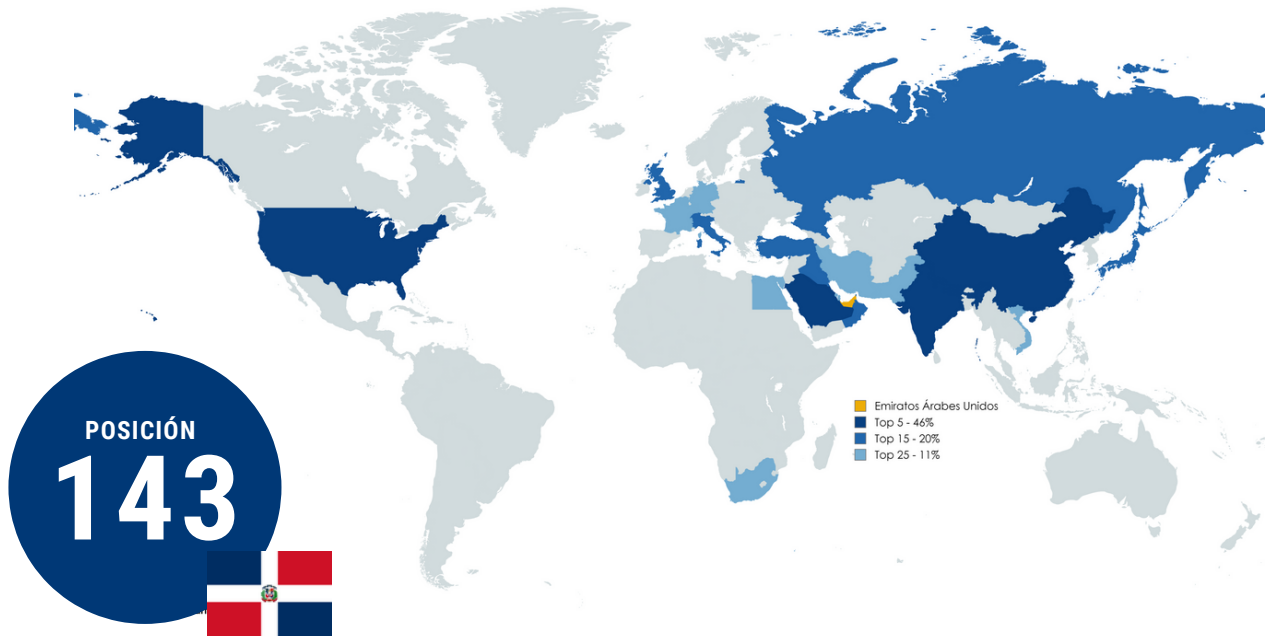 POSICIÓN
143
Emiratos Árabes Unidos
Top 5 - 46%
Top 15 - 20%
Top 25 - 11%